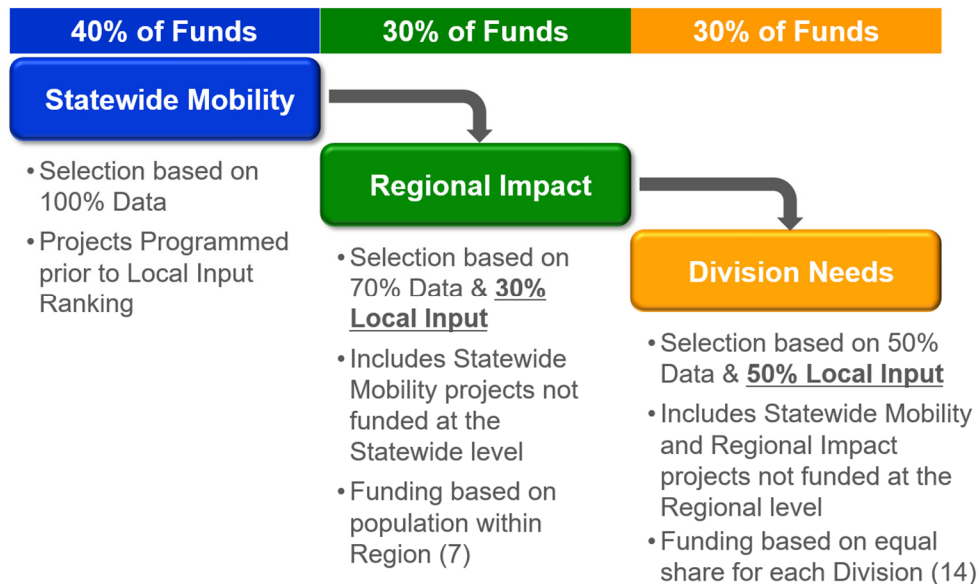 40% of Funds
30% of Funds
30% of Funds
Statewide Mobility
• Selection based on
100% Data
• Projects Programmed
prior to Local Input
Ranking
Regional Impact
• Selection based on
70% Data & 30%
Local Input
• Includes Statewide
Mobility projects not
funded at the
Statewide level
• Funding based on
population within
Region (7)
Division Needs
• Selection based on 50%
Data & 50% Local Input
• Includes Statewide Mobility
and Regional Impact
projects not funded at the
Regional level
• Funding based on equal
share for each Division (14)